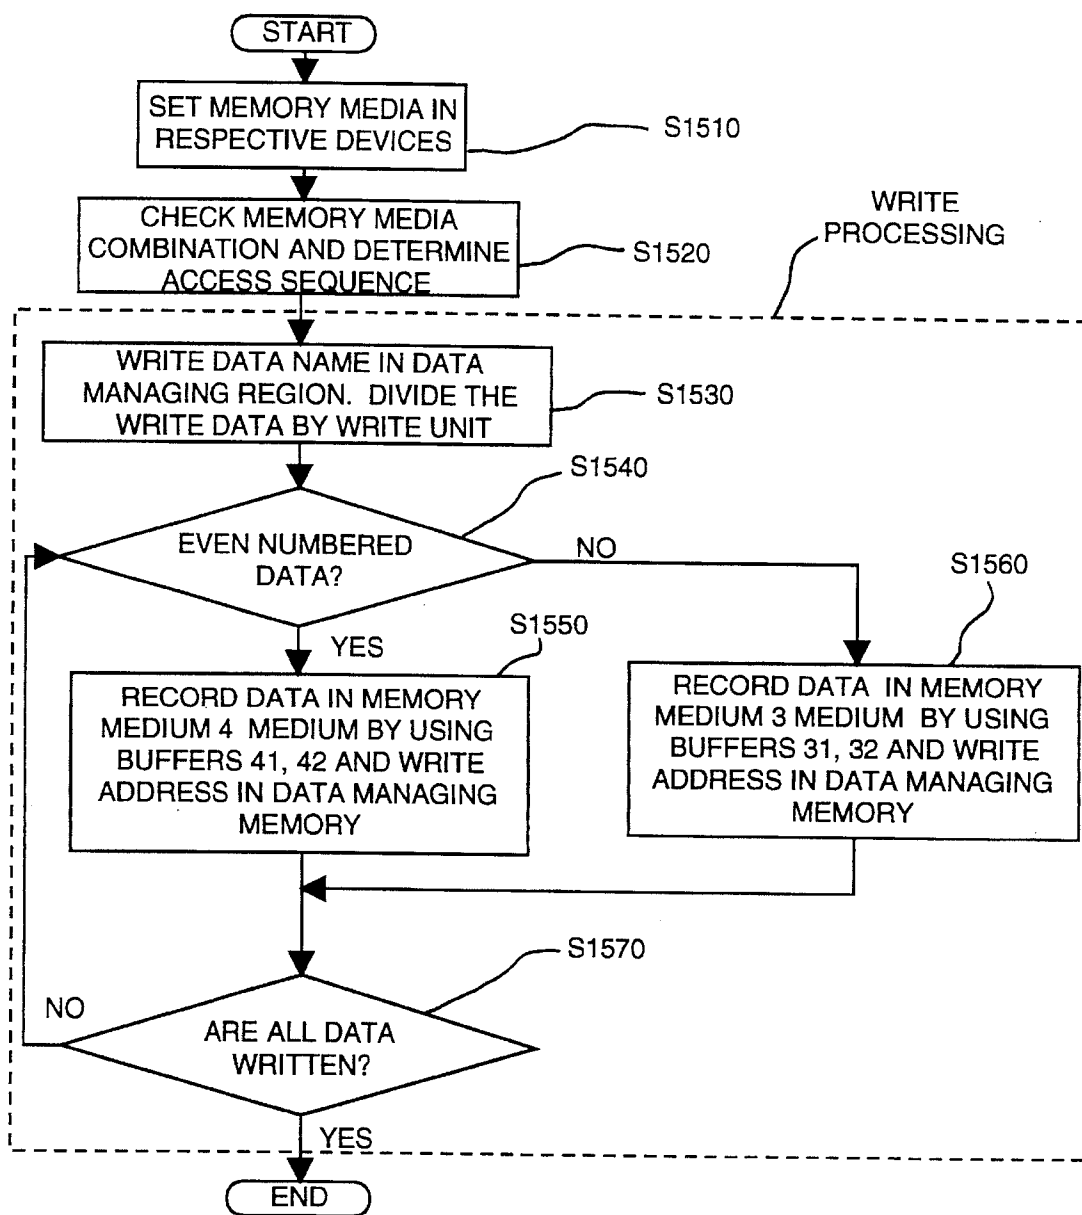 START
SET MEMORY MEDIA IN
RESPECTIVE DEVICES
S1510
CHECK MEMORY MEDIA
COMBINATION AND DETERMINE
ACCESS SEQUENCE
S1520
WRITE
PROCESSING
WRITE DATA NAME IN DATA
MANAGING REGION. DIVIDE THE
WRITE DATA BY WRITE UNIT
S1530
S1540
EVEN NUMBERED
DATA?
NO
YES
S1550
S1560
RECORD DATA IN MEMORY
MEDIUM 4 MEDIUM BY USING
BUFFERS 41, 42 AND WRITE
ADDRESS IN DATA MANAGING
MEMORY
RECORD DATA IN MEMORY
MEDIUM 3 MEDIUM BY USING
BUFFERS 31, 32 AND WRITE
ADDRESS IN DATA MANAGING
MEMORY
S1570
NO
ARE ALL DATA
WRITTEN?
YES
END